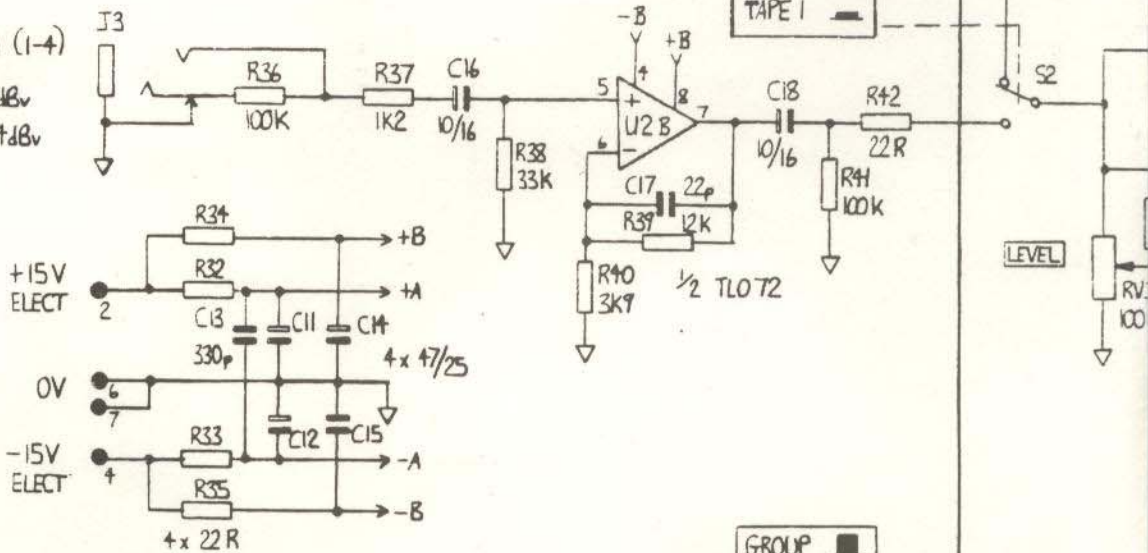 TAPE 1
(1-4)
J3
dBv
dBv
R36
100K
R37
1K2
C16
10/16
R38
33K
-B
+B
4
8
5
+
U2 B
6
-
7
C17
22p
R39
12K
R40
3K9
1/2 TL072
C18
10/16
R41
100K
R42
22R
S2
LEVEL
RV
100
+15V
ELECT
2
R34
+B
R32
+A
C13
330p
C11
C14
4 x 47/25
0V
6
7
C12
C15
-15V
ELECT
4
R33
-A
R35
-B
4 x 22R
GROUP